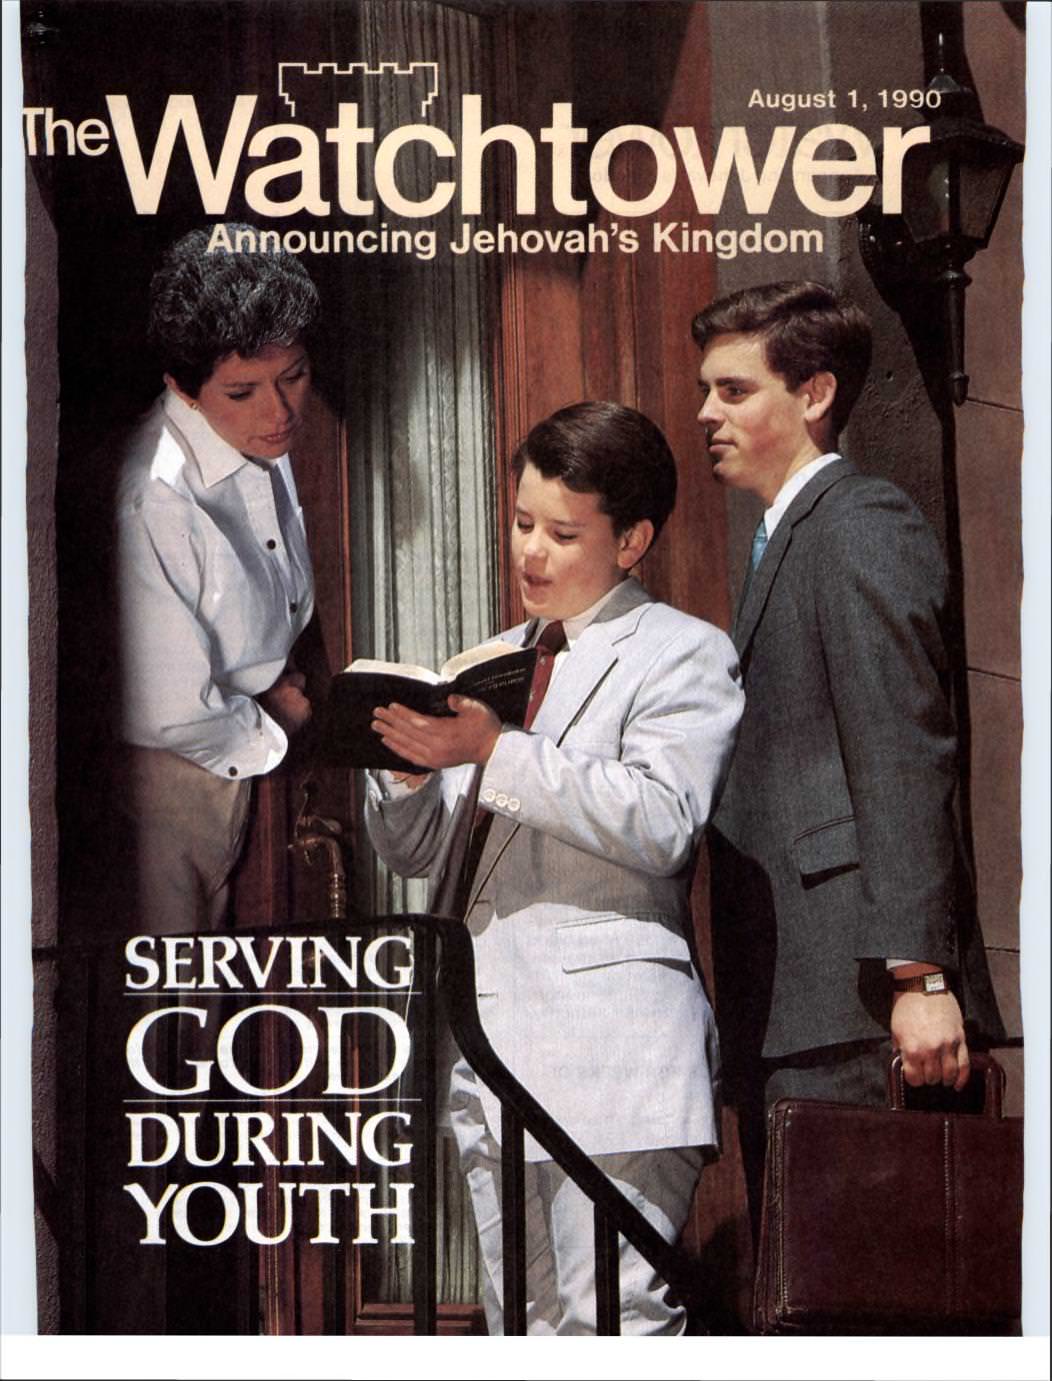 August 1, 1990
The Watchtower
Announcing Jehovah's Kingdom
SERVING
GOD
DURING
YOUTH